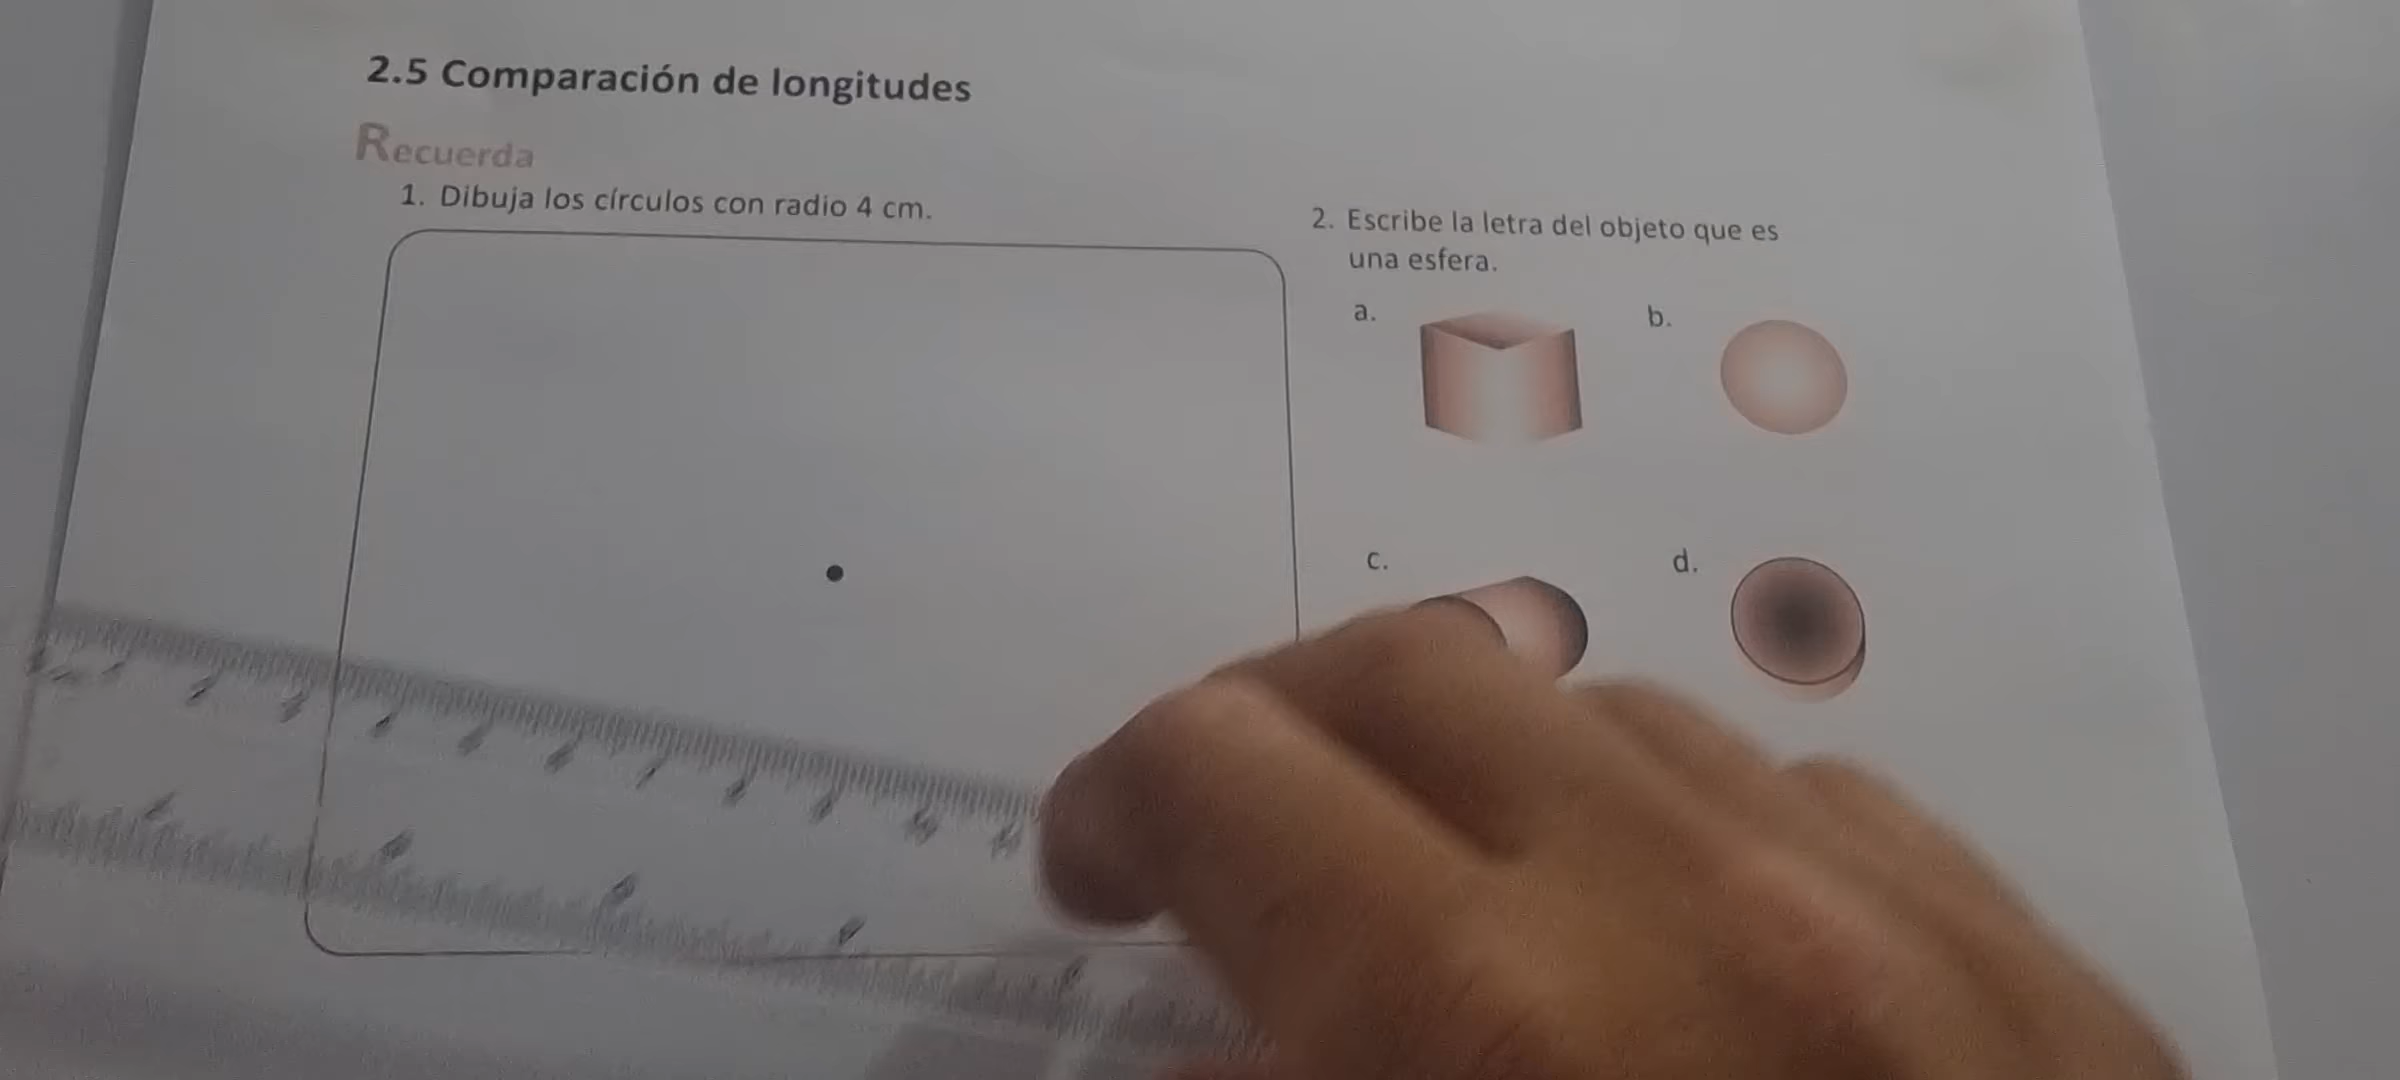 2.5 Comparación de longitudes
Recuerda
1. Dibuja los círculos con radio 4 cm.
2. Escribe la letra del objeto que es
una esfera.
a.
b.
c.
d.